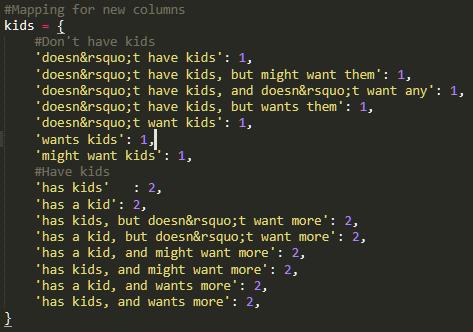 #Mapping for new columns
kids = {
    #Don't have kids
    'doesn&rsquo;t have kids': 1,
    'doesn&rsquo;t have kids, but might want them': 1,
    'doesn&rsquo;t have kids, and doesn&rsquo;t want any': 1,
    'doesn&rsquo;t have kids, but wants them': 1,
    'doesn&rsquo;t want kids': 1,
    'wants kids': 1,
    'might want kids': 1,
    #Have kids
    'has kids'   : 2,
    'has a kid': 2,
    'has kids, but doesn&rsquo;t want more': 2,
    'has a kid, but doesn&rsquo;t want more': 2,
    'has a kid, and might want more': 2,
    'has kids, and might want more': 2,
    'has a kid, and wants more': 2,
    'has kids, and wants more': 2,
}